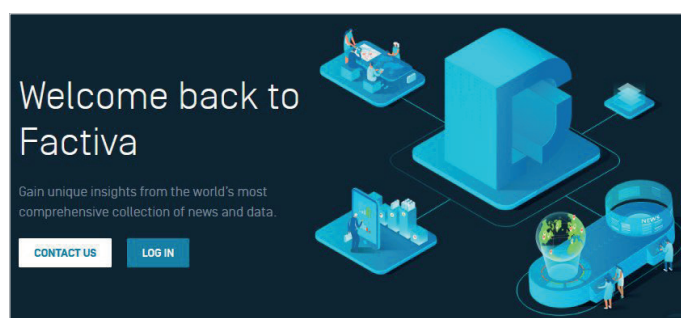 Welcome back to
Factiva
Gain unique insights from the world's most
comprehensive collection of news and data.
CONTACT US
LOG IN
NEWS